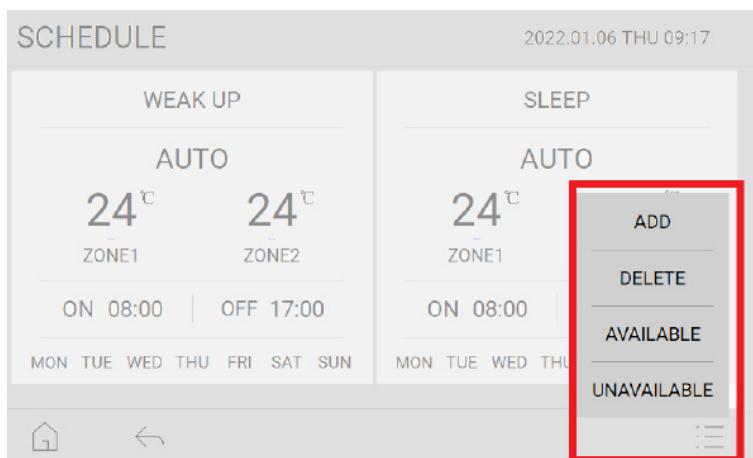 SCHEDULE 2022.01.06 THU 09:17
WEAK UP
AUTO
24℃ 24℃
ZONE1 ZONE2
ON 08:00 OFF 17:00
MON TUE WED THU FRI SAT SUN
SLEEP
AUTO
24℃ ℃
ZONE1
ON 08:00
MON TUE WED THU
ADD
DELETE
AVAILABLE
UNAVAILABLE